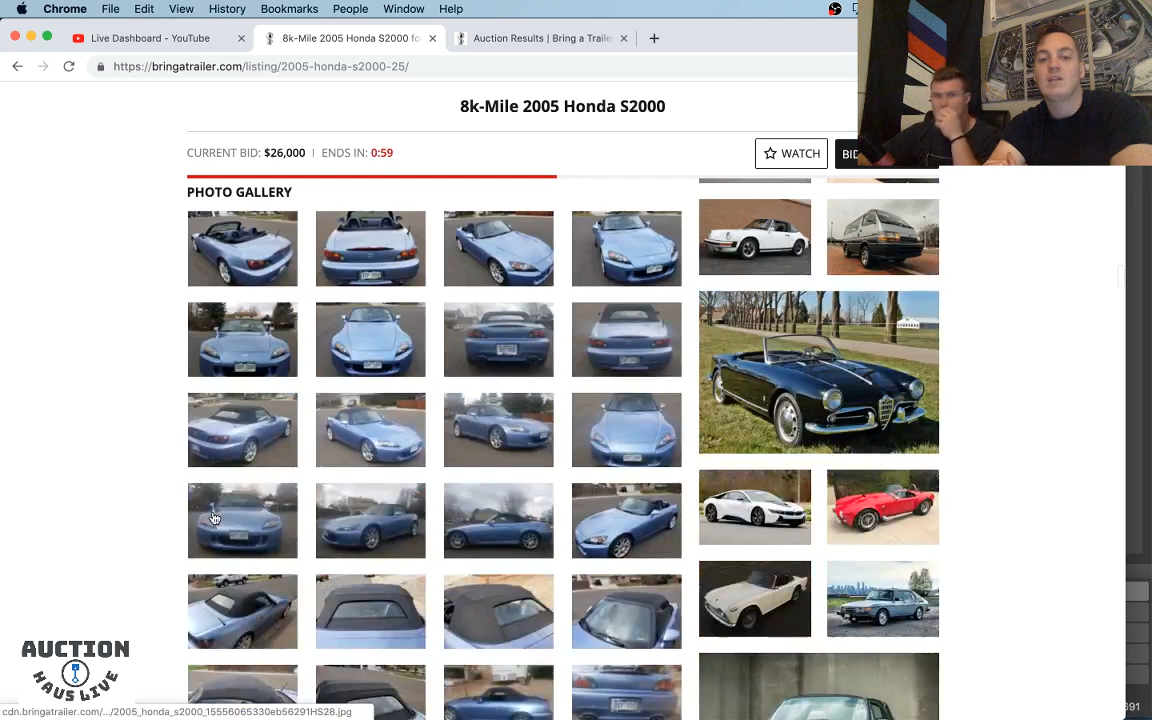 Chrome File Edit View History Bookmarks People Window Help
Live Dashboard - YouTube
8k-Mile 2005 Honda S2000 fo
Auction Results | Bring a Traile
https://bringatrailer.com/listing/2005-honda-s2000-25/
8k-Mile 2005 Honda S2000
CURRENT BID: $26,000 | ENDS IN: 0:59
WATCH
BID
PHOTO GALLERY
AUCTION
HAUS LIVE
cdn.bringatrailer.com/.../2005_honda_s2000_15556065330eb56291HS28.jpg
691